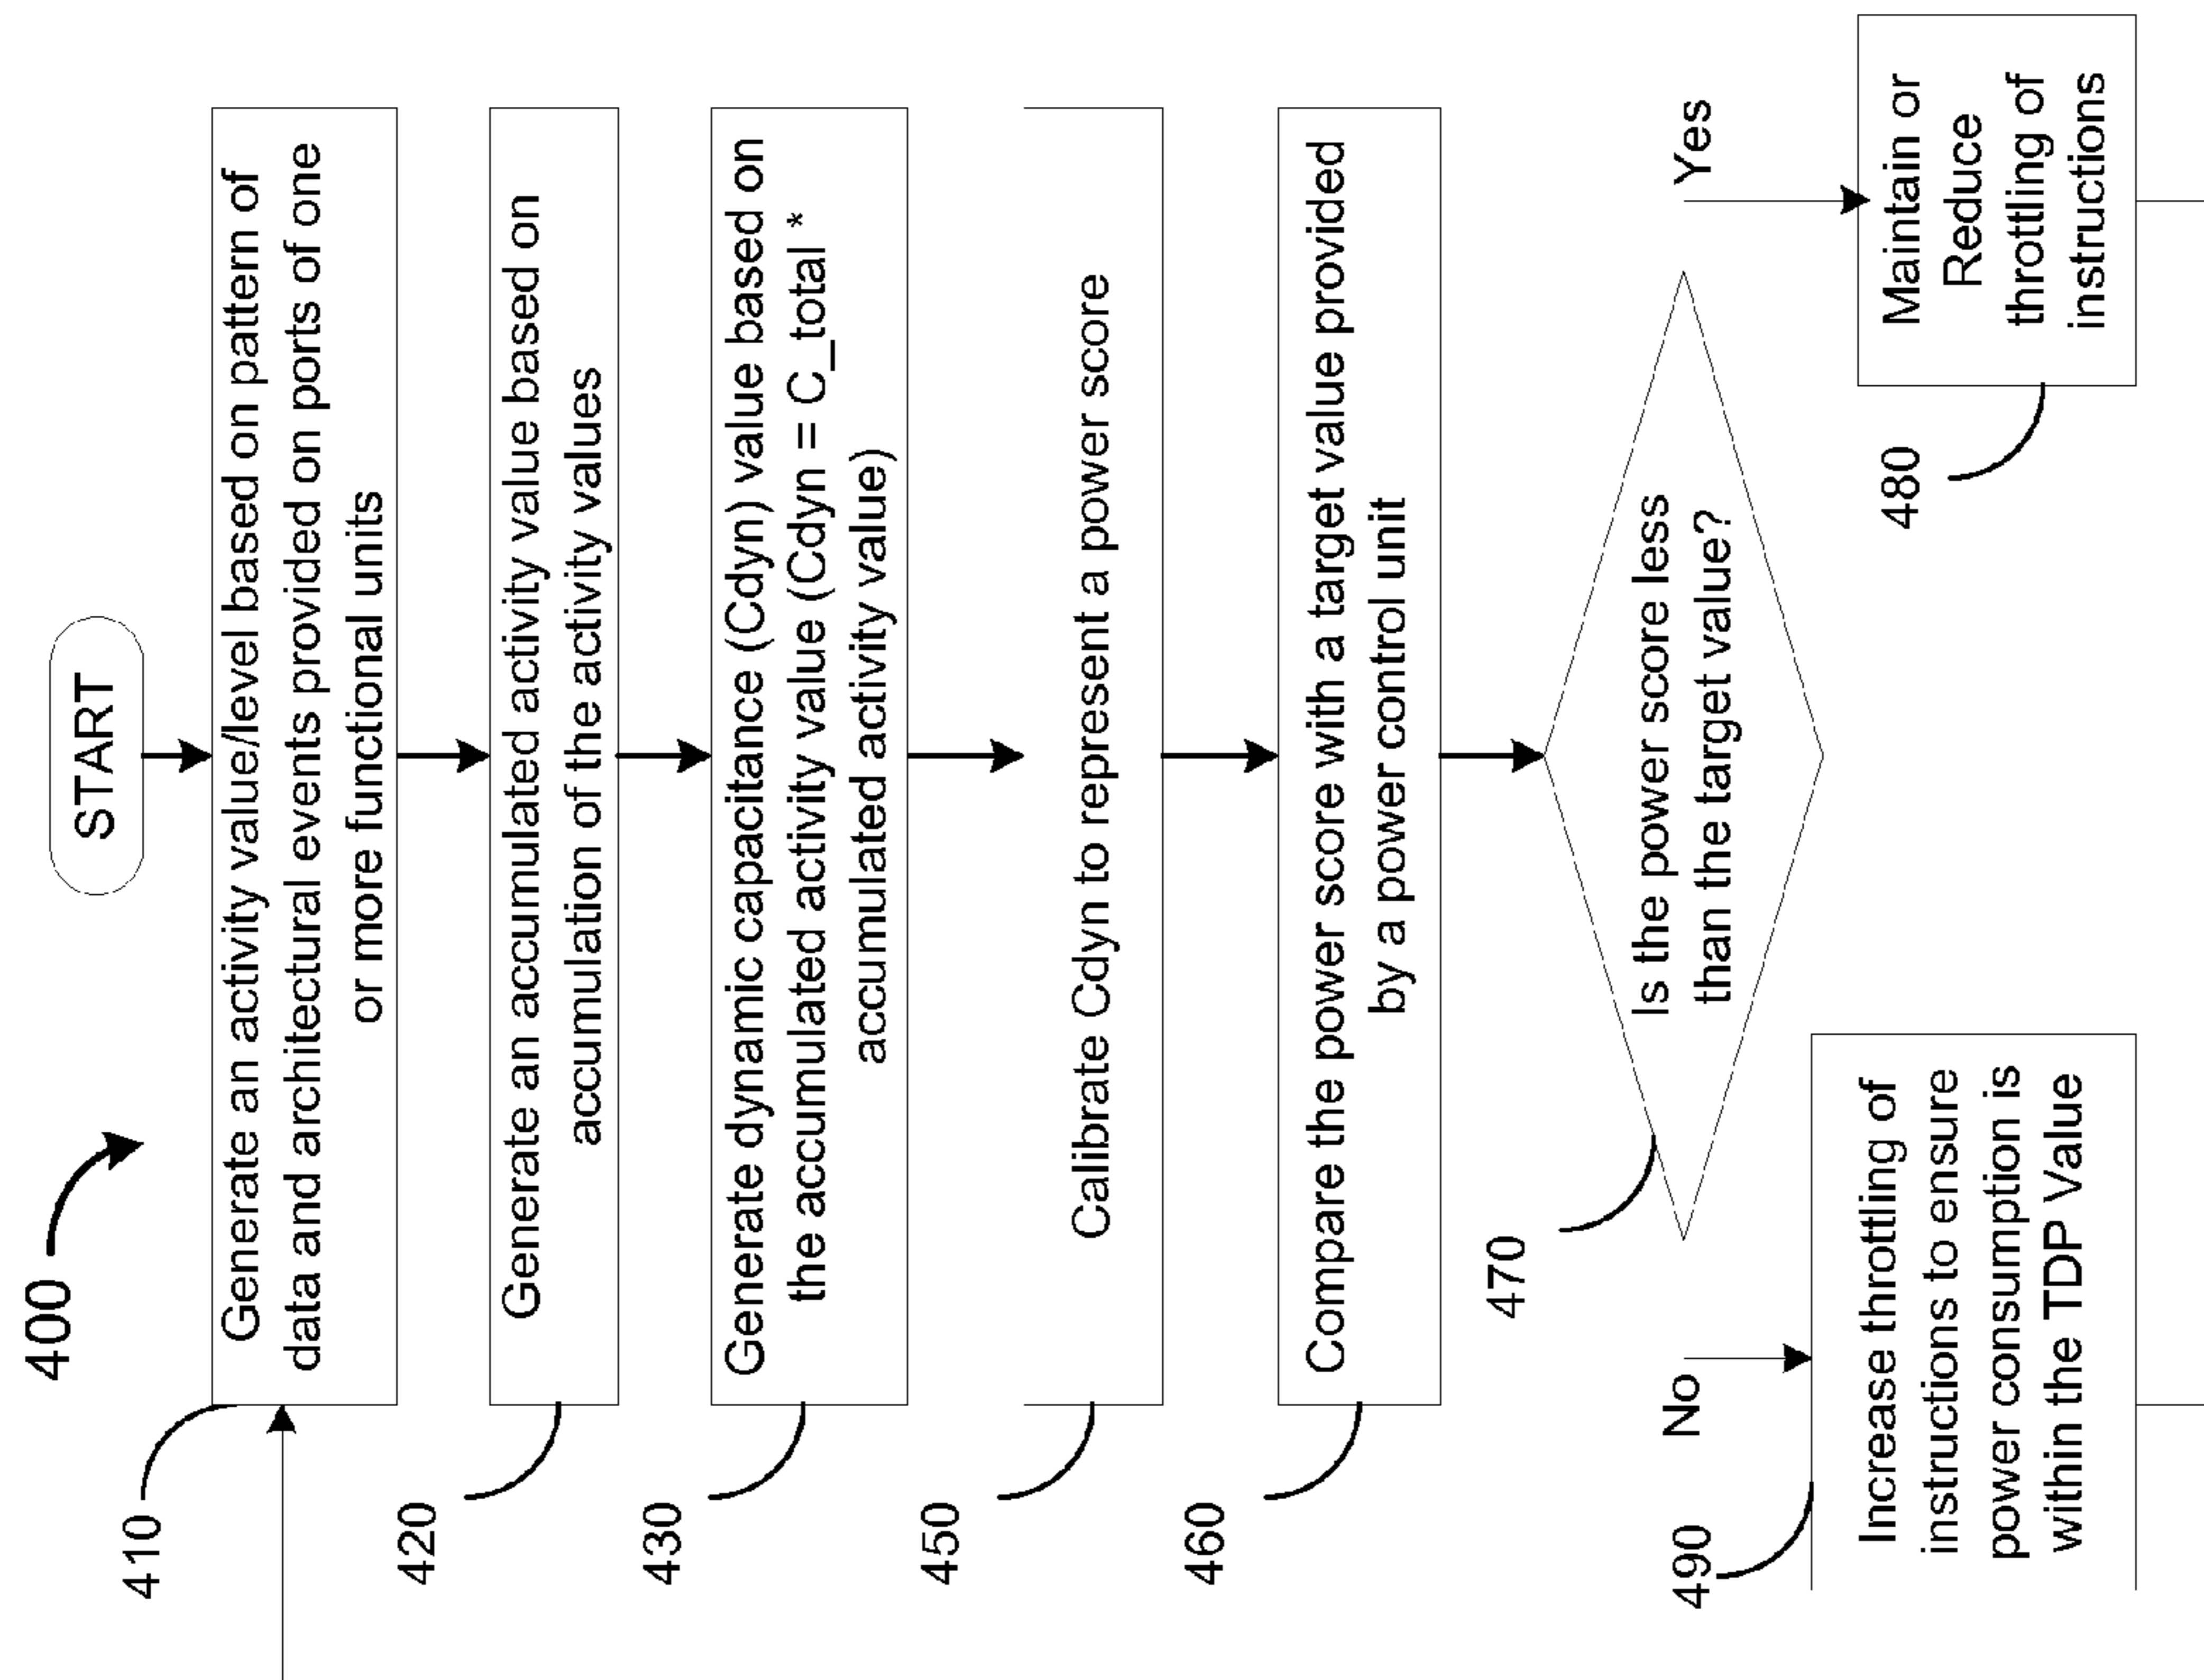 400
START
410
Generate an activity value/level based on pattern of
data and architectural events provided on ports of one
or more functional units
420
Generate an accumulated activity value based on
accumulation of the activity values
430
Generate dynamic capacitance (Cdyn) value based on
the accumulated activity value (Cdyn = C_total *
accumulated activity value)
450
Calibrate Cdyn to represent a power score
460
Compare the power score with a target value provided
by a power control unit
470
Is the power score less
than the target value?
No
Yes
490
Increase throttling of
instructions to ensure
power consumption is
within the TDP Value
480
Maintain or
Reduce
throttling of
instructions